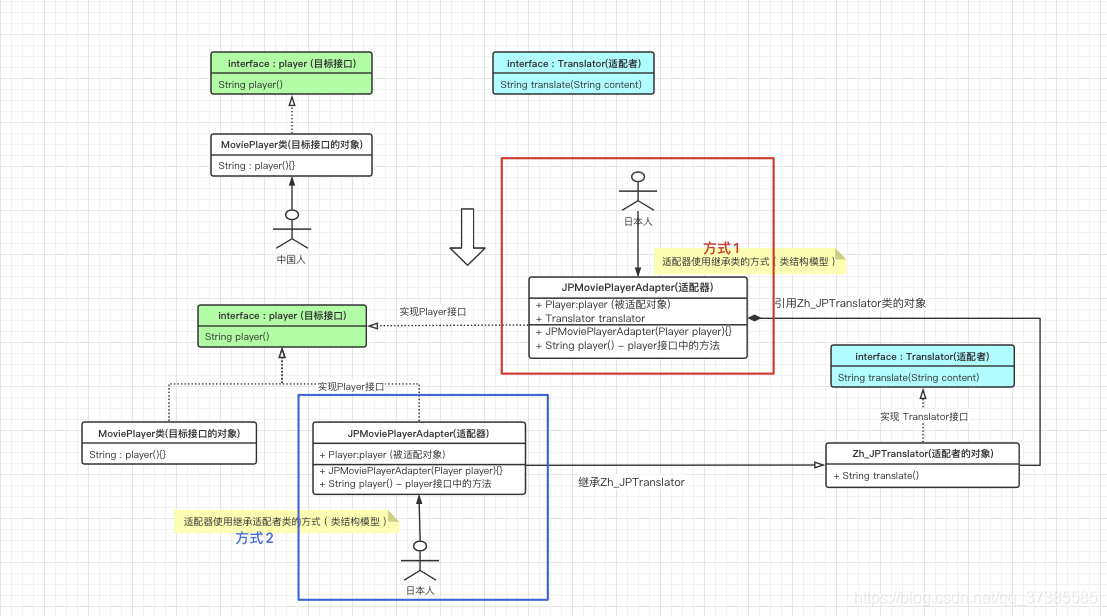 interface : player (目标接口)
String player()
interface : Translator(适配者)
String translate(String content)
MoviePlayer类(目标接口的对象)
String : player(){}
中国人
日本人
方式 1
适配器使用继承类的方式 ( 类结构模型 )
JPMoviePlayerAdapter(适配器)
+ Player:player (被适配对象)
+ Translator translator
+ JPMoviePlayerAdapter(Player player){}
+ String player() – player接口中的方法
引用Zh_JPTranslator类的对象
interface : player (目标接口)
String player()
实现Player接口
interface : Translator(适配者)
String translate(String content)
实现Player接口
实现 Translator接口
MoviePlayer类(目标接口的对象)
String : player(){}
JPMoviePlayerAdapter(适配器)
+ Player:player (被适配对象)
+ JPMoviePlayerAdapter(Player player){}
+ String player() – player接口中的方法
Zh_JPTranslator(适配者的对象)
+ String translate()
继承Zh_JPTranslator
适配器使用继承适配者类的方式 ( 类结构模型 )
方式 2
日本人
https://blog.csdn.net/qq_37385585